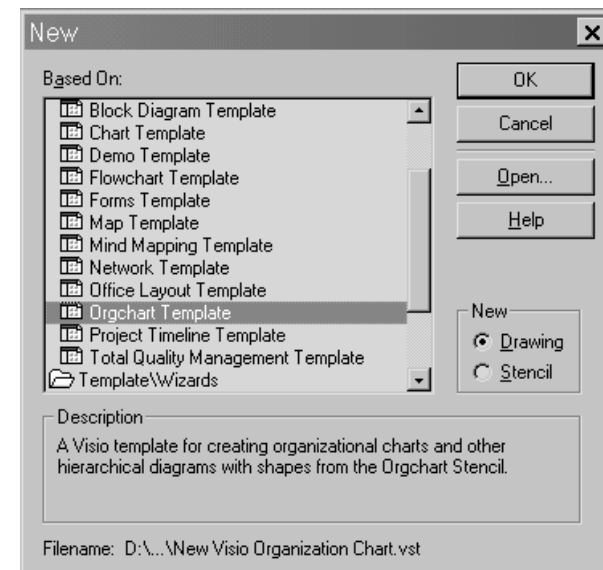 New
Based On:
OK
Block Diagram Template
Chart Template
Cancel
Demo Template
Flowchart Template
Open...
Forms Template
Map Template
Help
Mind Mapping Template
Network Template
Office Layout Template
Orgchart Template
New
Project Timeline Template
Drawing
Total Quality Management Template
Stencil
Template\Wizards
Description
A Visio template for creating organizational charts and other
hierarchical diagrams with shapes from the Orgchart Stencil.
Filename: D:\...\New Visio Organization Chart.vst